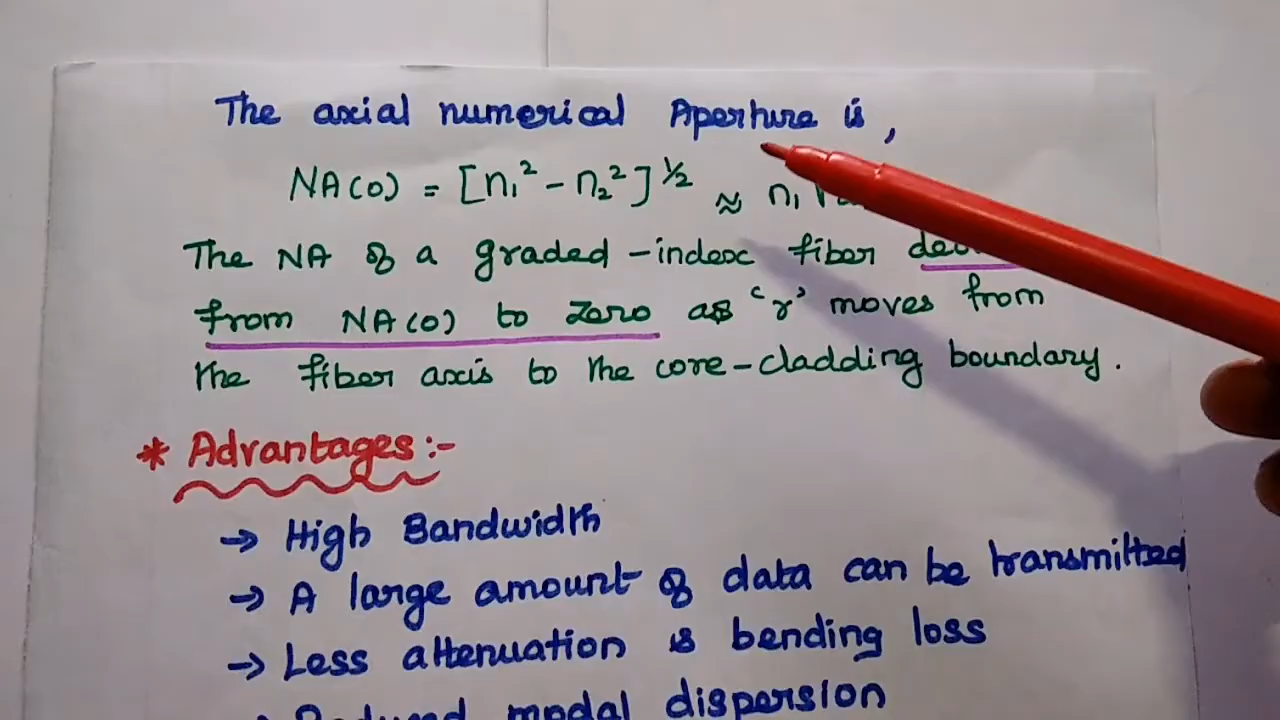 The axial numerical Aperture is,
NA(0) = [n₁² - n₂²]^½ ≈ n₁
The NA of a graded-index fiber
from NA(0) to zero as 'r' moves from
the fiber axis to the core-cladding boundary.
* Advantages:-
→ High Bandwidth
→ A large amount of data can be transmitted
→ Less attenuation is bending loss
→ Reduced modal dispersion